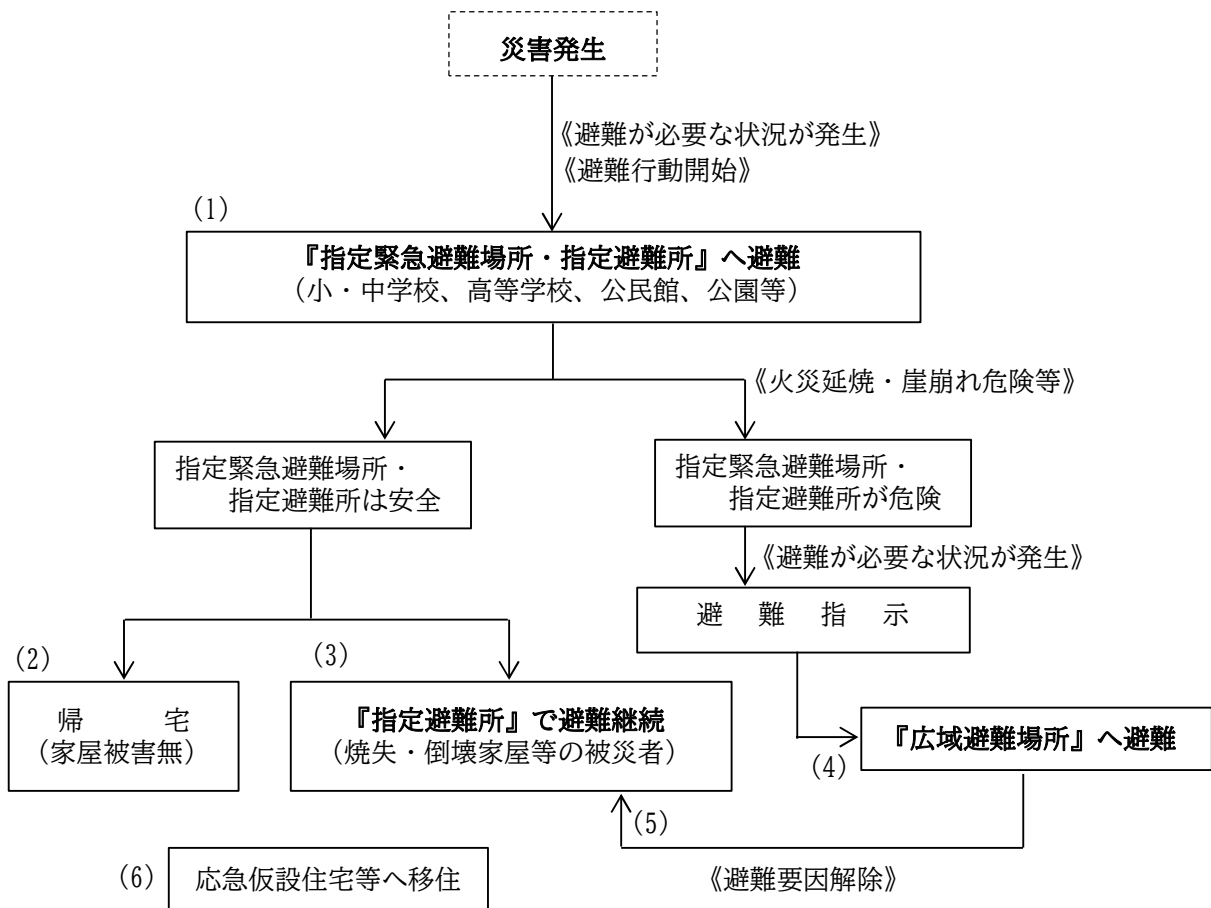 災害発生
《避難が必要な状況が発生》
《避難行動開始》
(1)
『指定緊急避難場所・指定避難所』へ避難
（小・中学校、高等学校、公民館、公園等）
《火災延焼・崖崩れ危険等》
指定緊急避難場所・
指定避難所は安全
指定緊急避難場所・
指定避難所が危険
《避難が必要な状況が発生》
避　難　指　示
(2)
帰　　　宅
（家屋被害無）
(3)
『指定避難所』で避難継続
（焼失・倒壊家屋等の被災者）
(4)
『広域避難場所』へ避難
(5)
《避難要因解除》
(6)
応急仮設住宅等へ移住